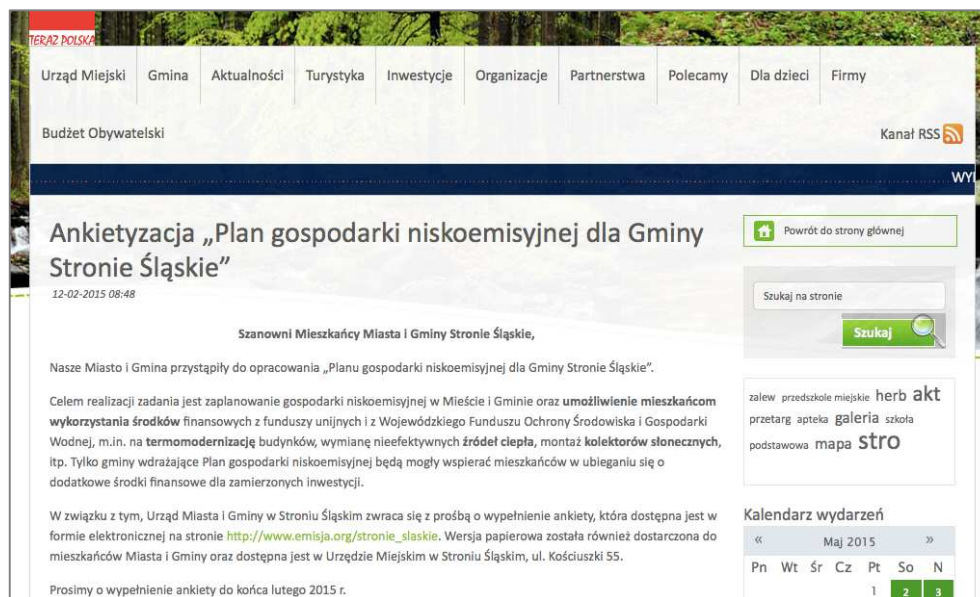 TERAZ POLSKA
Urząd Miejski Gmina Aktualności Turystyka Inwestycje Organizacje Partnerstwa Polecamy Dla dzieci Firmy
Budżet Obywatelski Kanał RSS
WYI
Ankietyzacja „Plan gospodarki niskoemisyjnej dla Gminy
Stronie Śląskie”
12-02-2015 08:48
Szanowni Mieszkańcy Miasta i Gminy Stronie Śląskie,
Nasze Miasto i Gmina przystąpiły do opracowania „Planu gospodarki niskoemisyjnej dla Gminy Stronie Śląskie”.
Celem realizacji zadania jest zaplanowanie gospodarki niskoemisyjnej w Mieście i Gminie oraz umożliwienie mieszkańcom
wykorzystania środków finansowych z funduszy unijnych i z Wojewódzkiego Funduszu Ochrony Środowiska i Gospodarki
Wodnej, m.in. na termomodernizację budynków, wymianę nieefektywnych źródeł ciepła, montaż kolektorów słonecznych,
itp. Tylko gminy wdrażające Plan gospodarki niskoemisyjnej będą mogły wspierać mieszkańców w ubieganiu się o
dodatkowe środki finansowe dla zamierzonych inwestycji.
W związku z tym, Urząd Miasta i Gminy w Stroniu Śląskim zwraca się z prośbą o wypełnienie ankiety, która dostępna jest w
formie elektronicznej na stronie http://www.emisja.org/stronie_slaskie. Wersja papierowa została również dostarczona do
mieszkańców Miasta i Gminy oraz dostępna jest w Urzędzie Miejskim w Stroniu Śląskim, ul. Kościuszki 55.
Prosimy o wypełnienie ankiety do końca lutego 2015 r.
Powrót do strony głównej
Szukaj na stronie
Szukaj
zalew przedszkole miejskie herb akt
przetarg apteka galeria szkoła
podstawowa mapa stro
Kalendarz wydarzeń
« Maj 2015 »
Pn Wt Śr Cz Pt So N
1 2 3